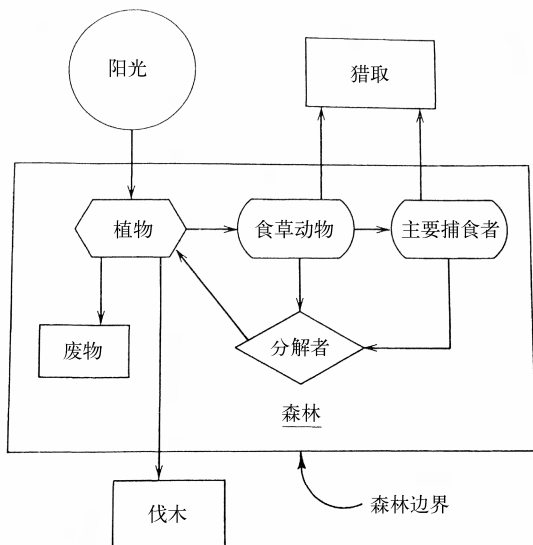 阳光
猎取
植物
食草动物
主要捕食者
废物
分解者
森林
伐木
森林边界